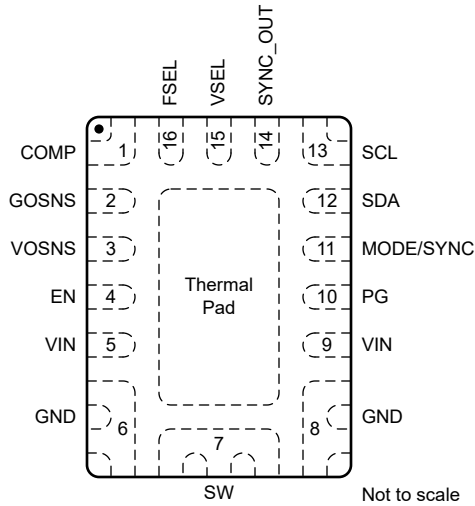 FSEL
VSEL
SYNC_OUT
COMP 1 16 15 14 13 SCL
GOSNS 2 12 SDA
VOSNS 3 11 MODE/SYNC
Thermal
Pad
EN 4 10 PG
VIN 5 9 VIN
GND 6 7 8 GND
SW
Not to scale